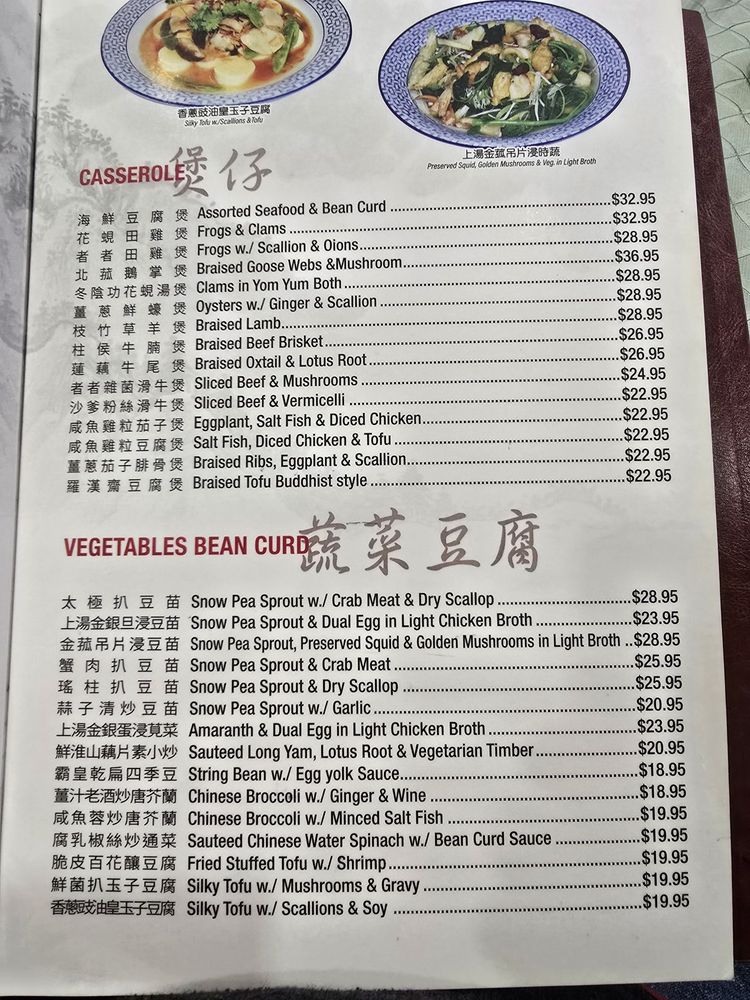 香蔥豉油皇玉子豆腐
Silky Tofu w./Scallions &Tofu
上湯金菰吊片浸時蔬
Preserved Squid, Golden Mushrooms & Veg. in Light Broth
CASSEROLE 煲仔
海鮮豆腐煲 Assorted Seafood & Bean Curd $32.95
花蜆田雞煲 Frogs & Clams $32.95
者者田雞煲 Frogs w./ Scallion & Oions $28.95
北菰鵝掌煲 Braised Goose Webs &Mushroom $36.95
冬陰功花蜆湯煲 Clams in Yom Yum Both $28.95
薑蔥鮮蠔煲 Oysters w./ Ginger & Scallion $28.95
枝竹草羊煲 Braised Lamb $28.95
柱侯牛腩煲 Braised Beef Brisket $26.95
蓮藕牛尾煲 Braised Oxtail & Lotus Root $26.95
者者雜菌滑牛煲 Sliced Beef & Mushrooms $24.95
沙爹粉絲滑牛煲 Sliced Beef & Vermicelli $22.95
咸魚雞粒茄子煲 Eggplant, Salt Fish & Diced Chicken $22.95
咸魚雞粒豆腐煲 Salt Fish, Diced Chicken & Tofu $22.95
薑蔥茄子腓骨煲 Braised Ribs, Eggplant & Scallion $22.95
羅漢齋豆腐煲 Braised Tofu Buddhist style $22.95
VEGETABLES BEAN CURD 蔬菜豆腐
太極扒豆苗 Snow Pea Sprout w./ Crab Meat & Dry Scallop $28.95
上湯金銀旦浸豆苗 Snow Pea Sprout & Dual Egg in Light Chicken Broth $23.95
金菰吊片浸豆苗 Snow Pea Sprout, Preserved Squid & Golden Mushrooms in Light Broth $28.95
蟹肉扒豆苗 Snow Pea Sprout & Crab Meat $25.95
瑤柱扒豆苗 Snow Pea Sprout & Dry Scallop $25.95
蒜子清炒豆苗 Snow Pea Sprout w./ Garlic $20.95
上湯金銀蛋浸莧菜 Amaranth & Dual Egg in Light Chicken Broth $23.95
鮮淮山藕片素小炒 Sauteed Long Yam, Lotus Root & Vegetarian Timber $20.95
霸皇乾扁四季豆 String Bean w./ Egg yolk Sauce $18.95
薑汁老酒炒唐芥蘭 Chinese Broccoli w./ Ginger & Wine $18.95
咸魚蓉炒唐芥蘭 Chinese Broccoli w./ Minced Salt Fish $19.95
腐乳椒絲炒通菜 Sauteed Chinese Water Spinach w./ Bean Curd Sauce $19.95
脆皮百花釀豆腐 Fried Stuffed Tofu w./ Shrimp $19.95
鮮菌扒玉子豆腐 Silky Tofu w./ Mushrooms & Gravy $19.95
香蔥豉油皇玉子豆腐 Silky Tofu w./ Scallions & Soy $19.95